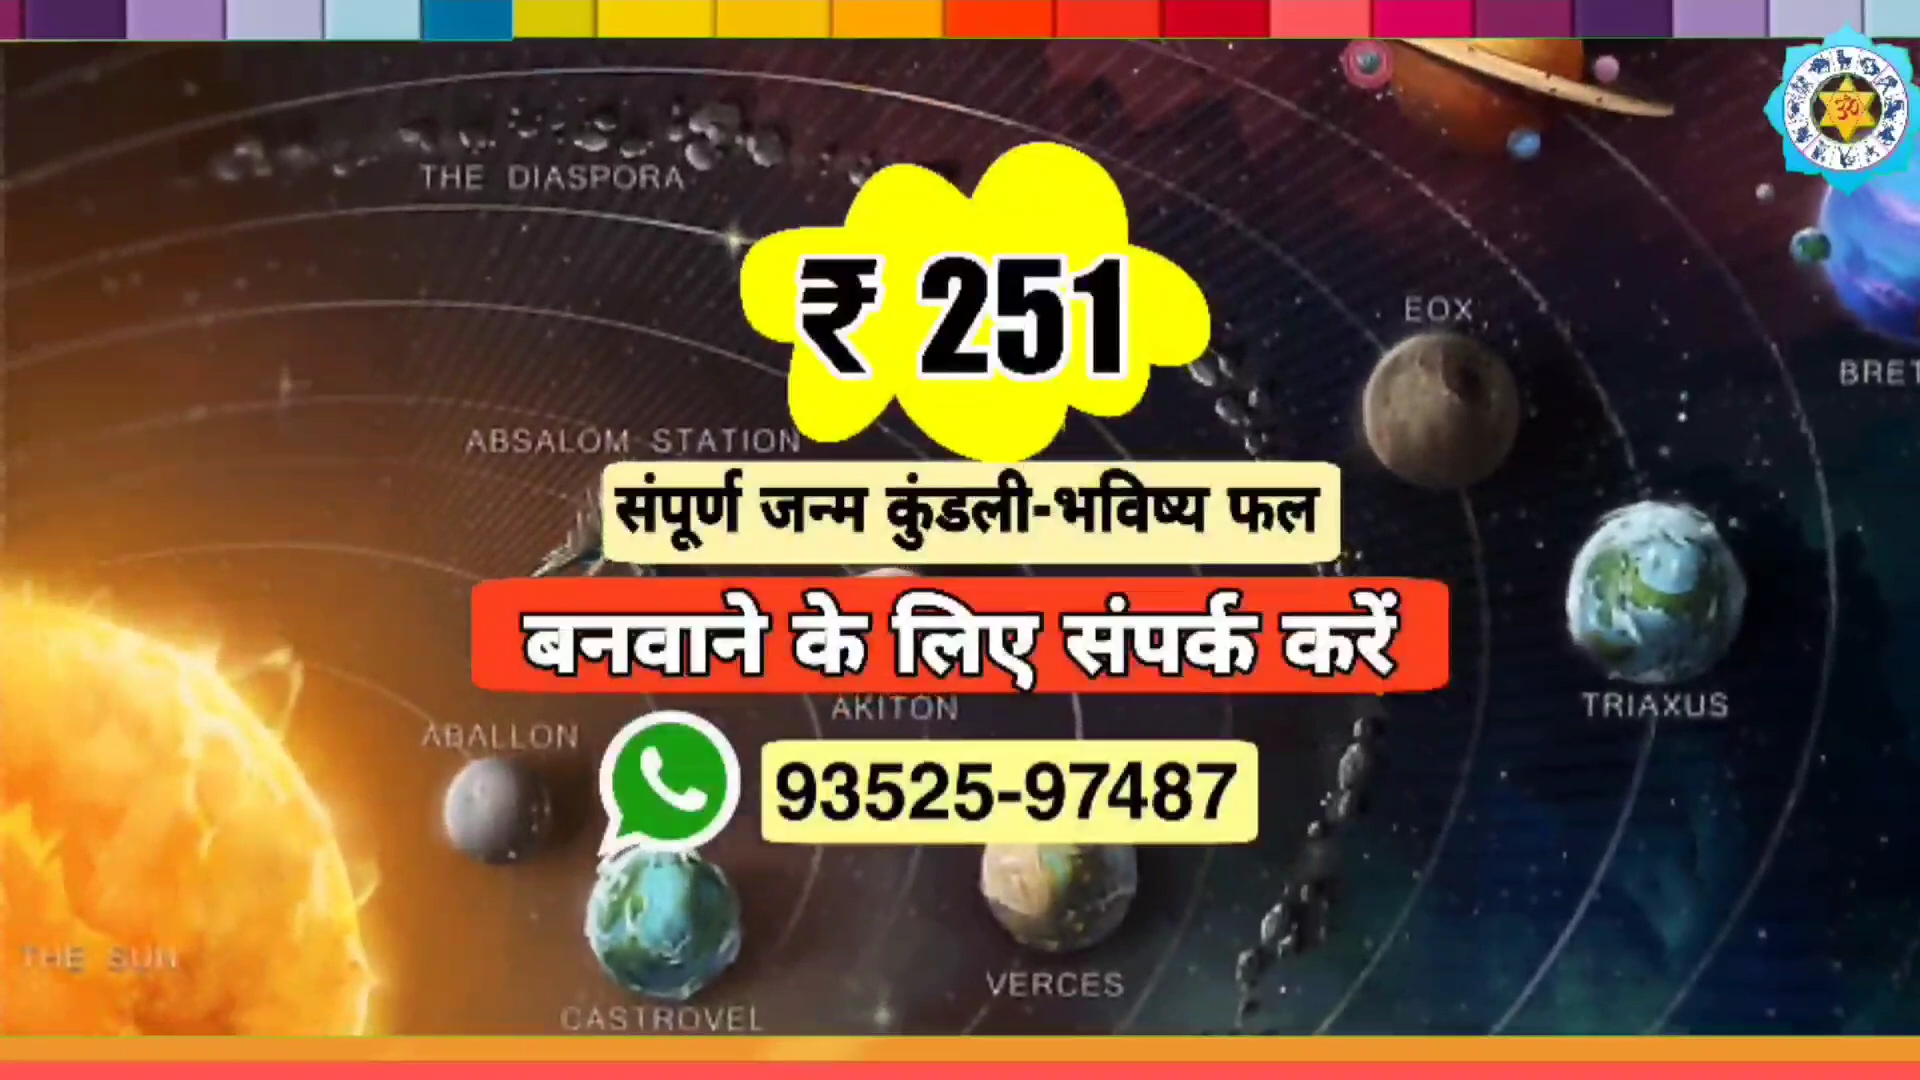 THE DIASPORA
₹ 251
EOX
BRET
ABSALOM STATION
संपूर्ण जन्म कुंडली-भविष्य फल
बनवाने के लिए संपर्क करें
TRIAXUS
AKITON
ABALLON
93525-97487
THE SUN
VERCES
CASTROVEL
ॐ